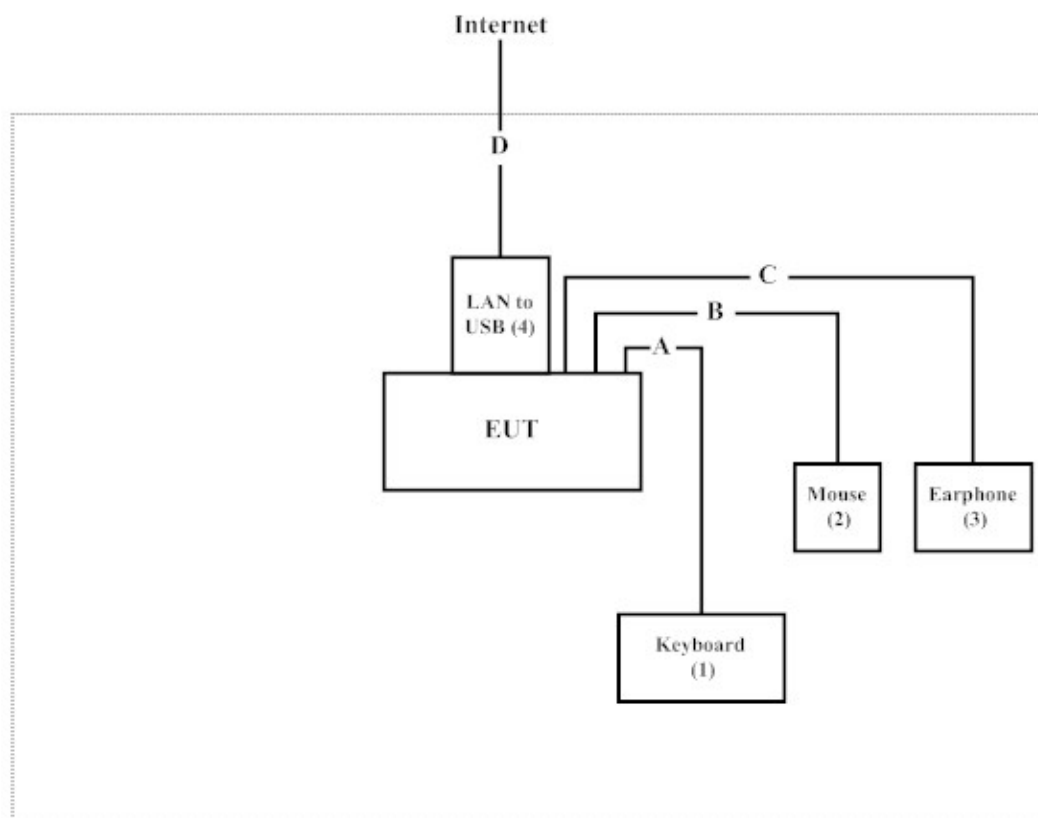 Internet
D
C
B
A
LAN to
USB (4)
EUT
Mouse
(2)
Earphone
(3)
Keyboard
(1)